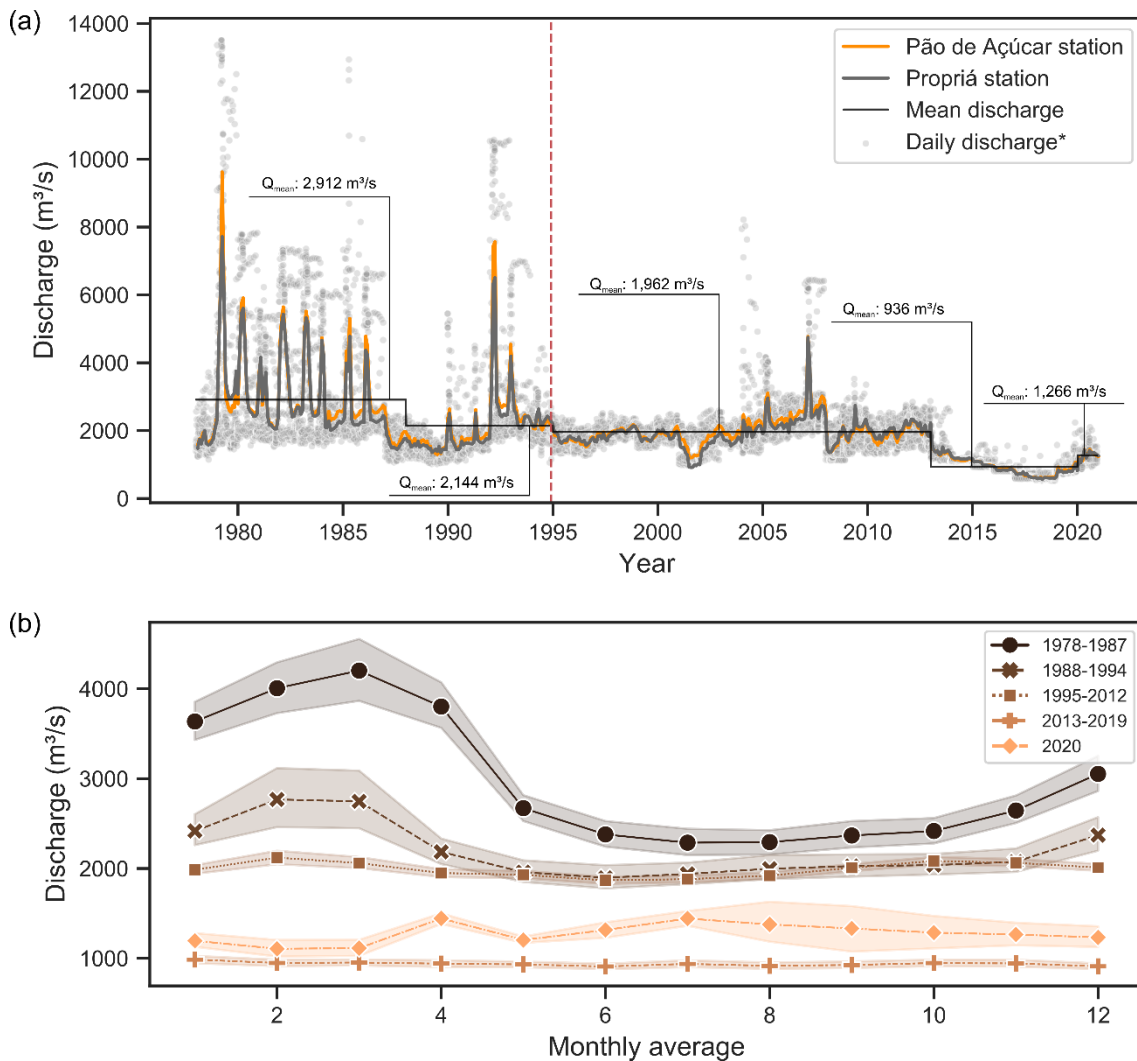 (a)
14000
12000
10000
8000
6000
4000
2000
0
Discharge (m³/s)
Pão de Açúcar station
Propriá station
Mean discharge
Daily discharge*
Qmean: 2,912 m³/s
Qmean: 1,962 m³/s
Qmean: 936 m³/s
Qmean: 1,266 m³/s
Qmean: 2,144 m³/s
1980 1985 1990 1995 2000 2005 2010 2015 2020
Year
(b)
4000
3000
2000
1000
Discharge (m³/s)
1978-1987
1988-1994
1995-2012
2013-2019
2020
2 4 6 8 10 12
Monthly average